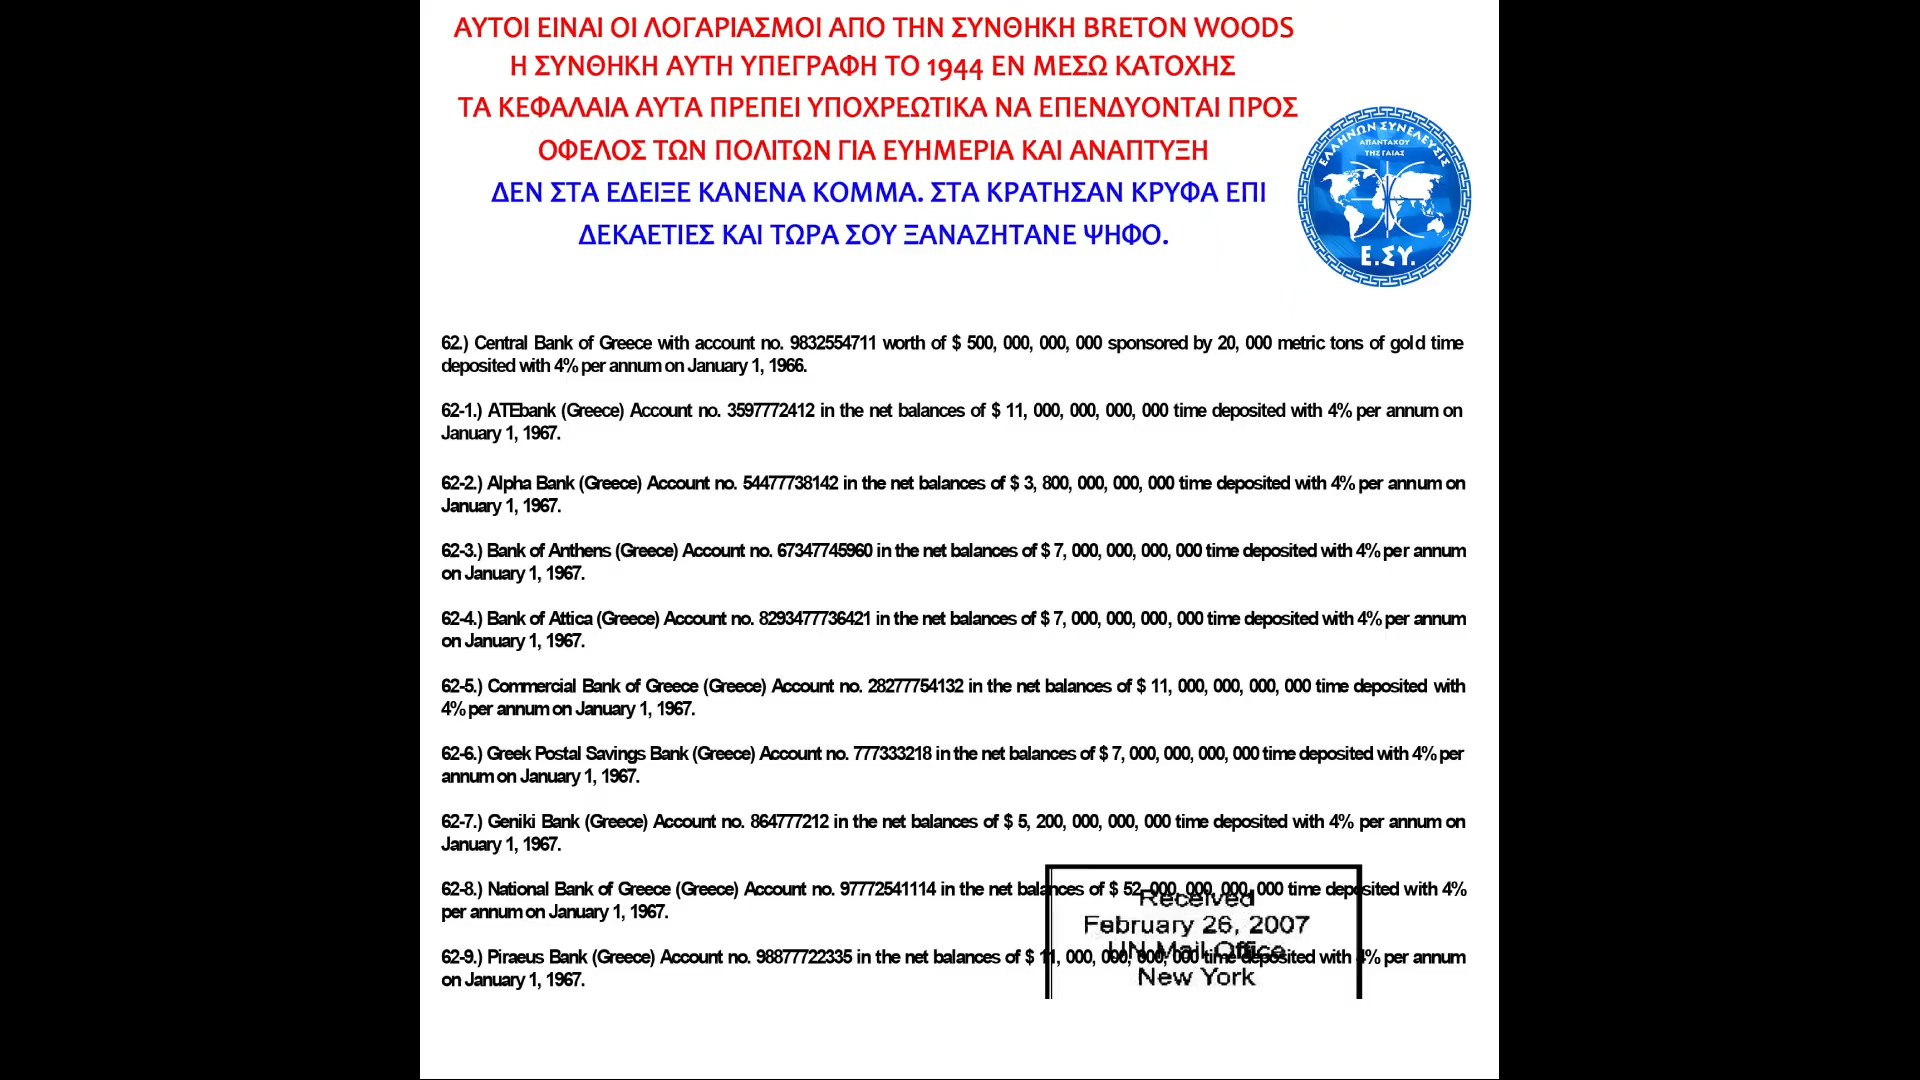 ΑΥΤΟΙ ΕΙΝΑΙ ΟΙ ΛΟΓΑΡΙΑΣΜΟΙ ΑΠΟ ΤΗΝ ΣΥΝΘΗΚΗ BRETON WOODS
Η ΣΥΝΘΗΚΗ ΑΥΤΗ ΥΠΕΓΡΑΦΗ ΤΟ 1944 ΕΝ ΜΕΣΩ ΚΑΤΟΧΗΣ
ΤΑ ΚΕΦΑΛΑΙΑ ΑΥΤΑ ΠΡΕΠΕΙ ΥΠΟΧΡΕΩΤΙΚΑ ΝΑ ΕΠΕΝΔΥΟΝΤΑΙ ΠΡΟΣ
ΟΦΕΛΟΣ ΤΩΝ ΠΟΛΙΤΩΝ ΓΙΑ ΕΥΗΜΕΡΙΑ ΚΑΙ ΑΝΑΠΤΥΞΗ
ΔΕΝ ΣΤΑ ΕΔΕΙΞΕ ΚΑΝΕΝΑ ΚΟΜΜΑ. ΣΤΑ ΚΡΑΤΗΣΑΝ ΚΡΥΦΑ ΕΠΙ
ΔΕΚΑΕΤΙΕΣ ΚΑΙ ΤΩΡΑ ΣΟΥ ΞΑΝΑΖΗΤΑΝΕ ΨΗΦΟ.
ΕΛΛΗΝΩΝ ΣΥΝΕΛΕΥΣΙΣ
ΑΠΑΝΤΑΧΟΥ
ΤΗΣ ΓΑΙΑΣ
Ε.ΣΥ.
62.) Central Bank of Greece with account no. 9832554711 worth of $ 500, 000, 000, 000 sponsored by 20, 000 metric tons of gold time
deposited with 4% per annum on January 1, 1966.
62-1.) ATEbank (Greece) Account no. 3597772412 in the net balances of $ 11, 000, 000, 000, 000 time deposited with 4% per annum on
January 1, 1967.
62-2.) Alpha Bank (Greece) Account no. 54477738142 in the net balances of $ 3, 800, 000, 000, 000 time deposited with 4% per annum on
January 1, 1967.
62-3.) Bank of Anthens (Greece) Account no. 67347745960 in the net balances of $ 7, 000, 000, 000, 000 time deposited with 4% per annum
on January 1, 1967.
62-4.) Bank of Attica (Greece) Account no. 8293477736421 in the net balances of $ 7, 000, 000, 000, 000 time deposited with 4% per annum
on January 1, 1967.
62-5.) Commercial Bank of Greece (Greece) Account no. 28277754132 in the net balances of $ 11, 000, 000, 000, 000 time deposited with
4% per annum on January 1, 1967.
62-6.) Greek Postal Savings Bank (Greece) Account no. 777333218 in the net balances of $ 7, 000, 000, 000, 000 time deposited with 4% per
annum on January 1, 1967.
62-7.) Geniki Bank (Greece) Account no. 864777212 in the net balances of $ 5, 200, 000, 000, 000 time deposited with 4% per annum on
January 1, 1967.
62-8.) National Bank of Greece (Greece) Account no. 97772541114 in the net balances of $ 52, 000, 000, 000, 000 time deposited with 4%
per annum on January 1, 1967.
62-9.) Piraeus Bank (Greece) Account no. 98877722335 in the net balances of $ 11, 000, 000, 000, 000 time deposited with 4% per annum
on January 1, 1967.
Received
February 26, 2007
UN Mail Office
New York